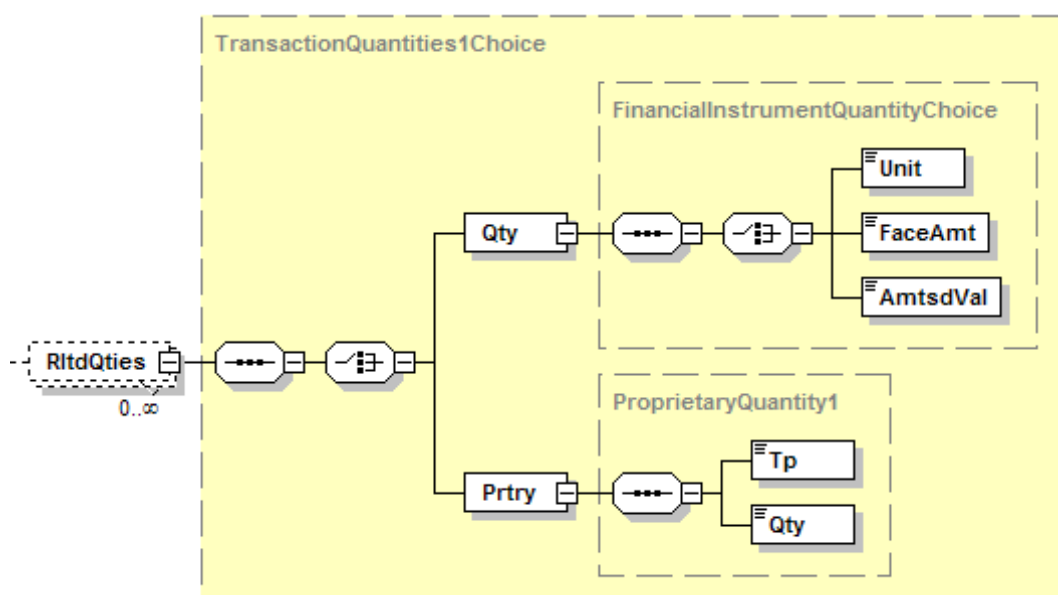 TransactionQuantities1Choice
FinancialInstrumentQuantityChoice
Unit
Qty
FaceAmt
AmtsdVal
RltdQties
0..∞
ProprietaryQuantity1
Tp
Prtry
Qty